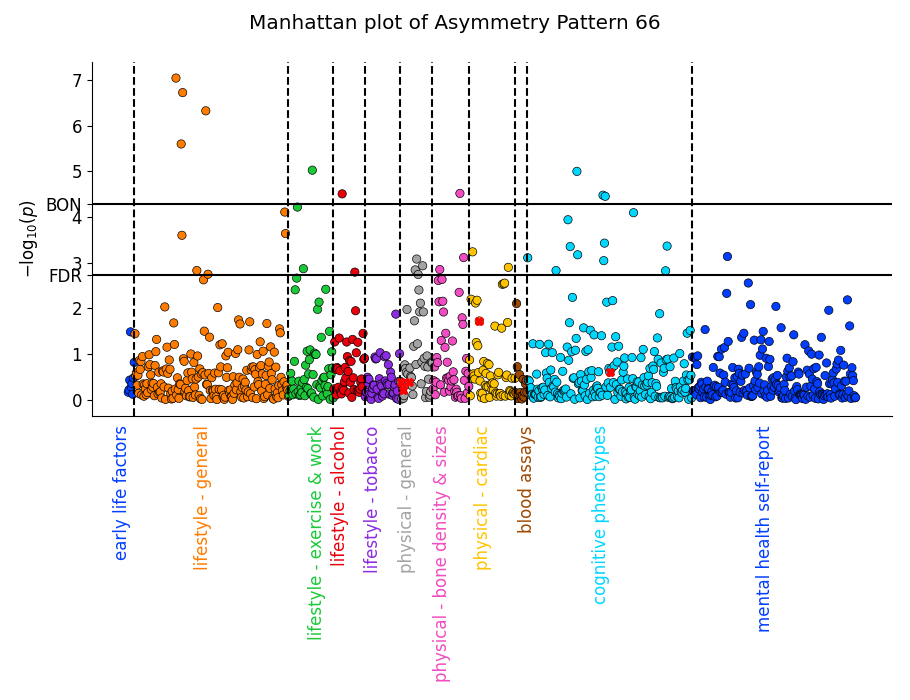 Manhattan plot of Asymmetry Pattern 66
−log10(p)
7
6
5
BON
4
3
FDR
2
1
0
early life factors
lifestyle - general
lifestyle - exercise & work
lifestyle - alcohol
lifestyle - tobacco
physical - general
physical - bone density & sizes
physical - cardiac
blood assays
cognitive phenotypes
mental health self-report